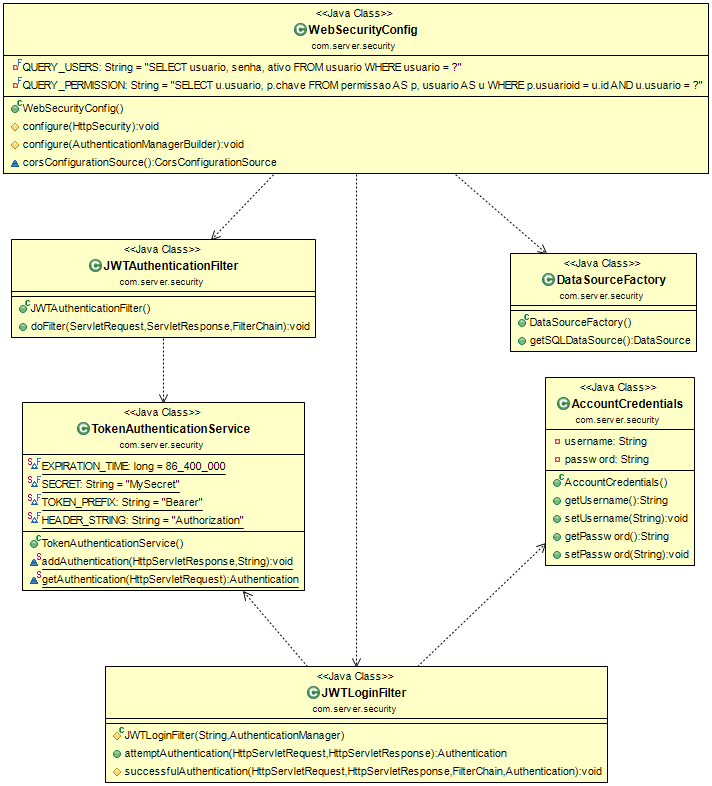 <<Java Class>>
WebSecurityConfig
com.server.security
QUERY_USERS: String = "SELECT usuario, senha, ativo FROM usuario WHERE usuario = ?"
QUERY_PERMISSION: String = "SELECT u.usuario, p.chave FROM permissao AS p, usuario AS u WHERE p.usuarioid = u.id AND u.usuario = ?"
WebSecurityConfig()
configure(HttpSecurity):void
configure(AuthenticationManagerBuilder):void
corsConfigurationSource():CorsConfigurationSource
<<Java Class>>
JWTAuthenticationFilter
com.server.security
JWTAuthenticationFilter()
doFilter(ServletRequest,ServletResponse,FilterChain):void
<<Java Class>>
DataSourceFactory
com.server.security
DataSourceFactory()
getSQLDataSource():DataSource
<<Java Class>>
TokenAuthenticationService
com.server.security
EXPIRATION_TIME: long = 86_400_000
SECRET: String = "MySecret"
TOKEN_PREFIX: String = "Bearer"
HEADER_STRING: String = "Authorization"
TokenAuthenticationService()
addAuthentication(HttpServletResponse,String):void
getAuthentication(HttpServletRequest):Authentication
<<Java Class>>
AccountCredentials
com.server.security
username: String
password: String
AccountCredentials()
getUsername():String
setUsername(String):void
getPassword():String
setPassword(String):void
<<Java Class>>
JWTLoginFilter
com.server.security
JWTLoginFilter(String,AuthenticationManager)
attemptAuthentication(HttpServletRequest,HttpServletResponse):Authentication
successfulAuthentication(HttpServletRequest,HttpServletResponse,FilterChain,Authentication):void